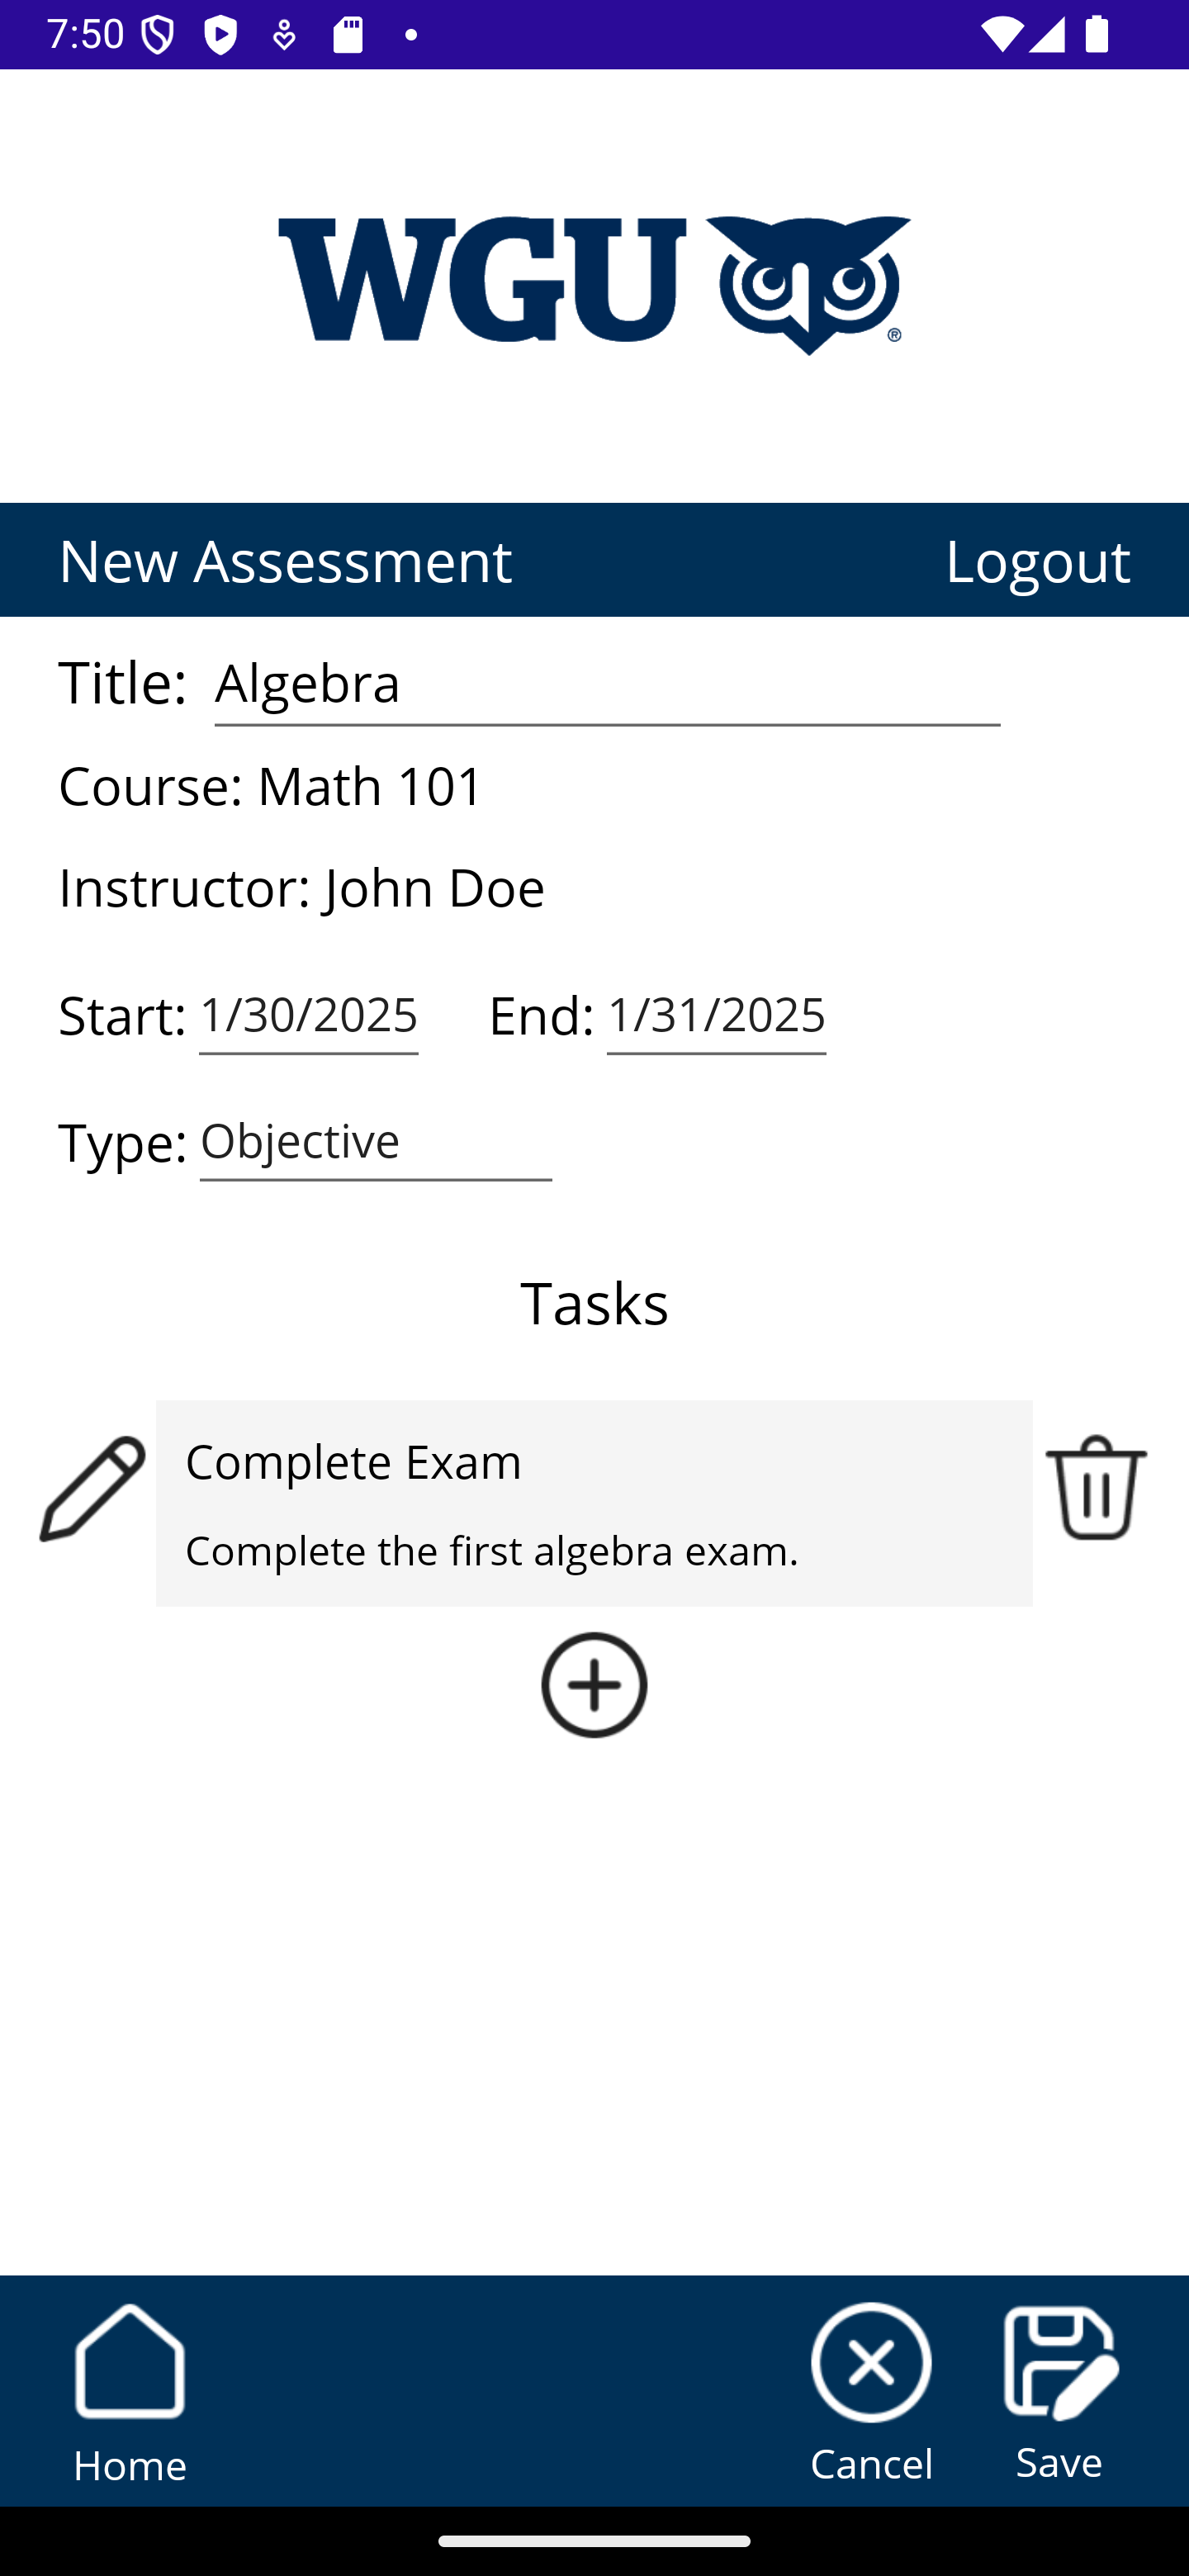 7:50
WGU ®
New Assessment Logout
Title: Algebra
Course: Math 101
Instructor: John Doe
Start: 1/30/2025 End: 1/31/2025
Type: Objective
Tasks
Complete Exam
Complete the first algebra exam.
Home Cancel Save